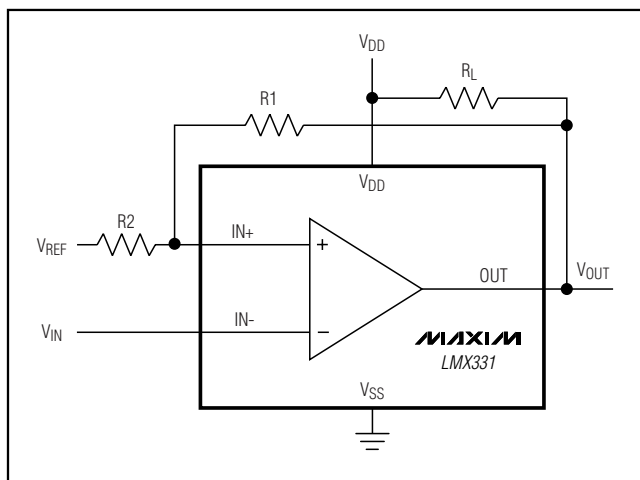 VDD
RL
R1
VDD
R2
IN+
VREF
+
OUT
VOUT
IN-
VIN
−
MAXIM
LMX331
VSS